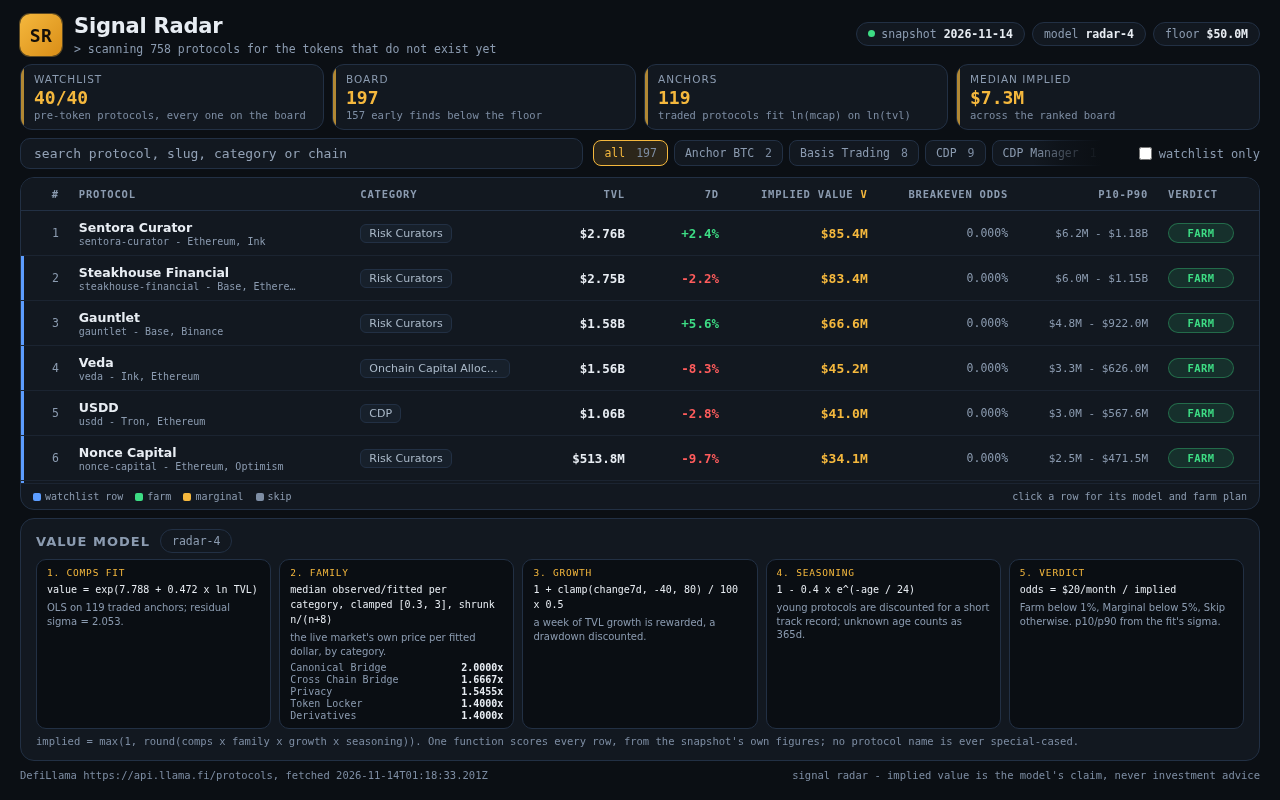 SR
Signal Radar
> scanning 758 protocols for the tokens that do not exist yet
snapshot 2026-11-14
model radar-4
floor $50.0M
WATCHLIST
40/40
pre-token protocols, every one on the board
BOARD
197
157 early finds below the floor
ANCHORS
119
traded protocols fit ln(mcap) on ln(tvl)
MEDIAN IMPLIED
$7.3M
across the ranked board
search protocol, slug, category or chain
all 197
Anchor BTC 2
Basis Trading 8
CDP 9
CDP Manager 1
watchlist only
# PROTOCOL CATEGORY TVL 7D IMPLIED VALUE V BREAKEVEN ODDS P10-P90 VERDICT
1 Sentora Curator Risk Curators $2.76B +2.4% $85.4M 0.000% $6.2M - $1.18B FARM
sentora-curator - Ethereum, Ink
2 Steakhouse Financial Risk Curators $2.75B -2.2% $83.4M 0.000% $6.0M - $1.15B FARM
steakhouse-financial - Base, Ethere…
3 Gauntlet Risk Curators $1.58B +5.6% $66.6M 0.000% $4.8M - $922.0M FARM
gauntlet - Base, Binance
4 Veda Onchain Capital Alloc… $1.56B -8.3% $45.2M 0.000% $3.3M - $626.0M FARM
veda - Ink, Ethereum
5 USDD CDP $1.06B -2.8% $41.0M 0.000% $3.0M - $567.6M FARM
usdd - Tron, Ethereum
6 Nonce Capital Risk Curators $513.8M -9.7% $34.1M 0.000% $2.5M - $471.5M FARM
nonce-capital - Ethereum, Optimism
watchlist row farm marginal skip
click a row for its model and farm plan
VALUE MODEL radar-4
1. COMPS FIT
value = exp(7.788 + 0.472 x ln TVL)
OLS on 119 traded anchors; residual
sigma = 2.053.
2. FAMILY
median observed/fitted per
category, clamped [0.3, 3], shrunk
n/(n+8)
the live market's own price per fitted
dollar, by category.
Canonical Bridge 2.0000x
Cross Chain Bridge 1.6667x
Privacy 1.5455x
Token Locker 1.4000x
Derivatives 1.4000x
3. GROWTH
1 + clamp(change7d, -40, 80) / 100
x 0.5
a week of TVL growth is rewarded, a
drawdown discounted.
4. SEASONING
1 - 0.4 x e^(-age / 24)
young protocols are discounted for a short
track record; unknown age counts as
365d.
5. VERDICT
odds = $20/month / implied
Farm below 1%, Marginal below 5%, Skip
otherwise. p10/p90 from the fit's sigma.
implied = max(1, round(comps x family x growth x seasoning)). One function scores every row, from the snapshot's own figures; no protocol name is ever special-cased.
DefiLlama https://api.llama.fi/protocols, fetched 2026-11-14T01:18:33.201Z
signal radar - implied value is the model's claim, never investment advice